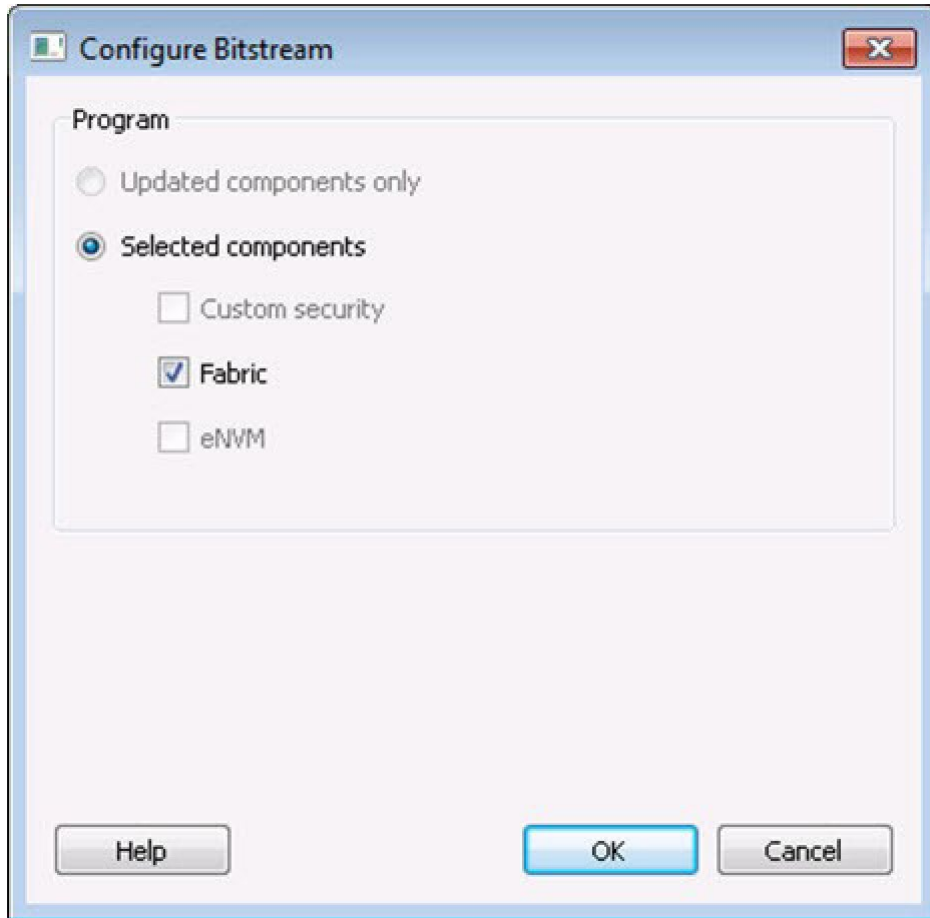 Configure Bitstream
Program
Updated components only
Selected components
Custom security
Fabric
eNVM
Help
OK
Cancel